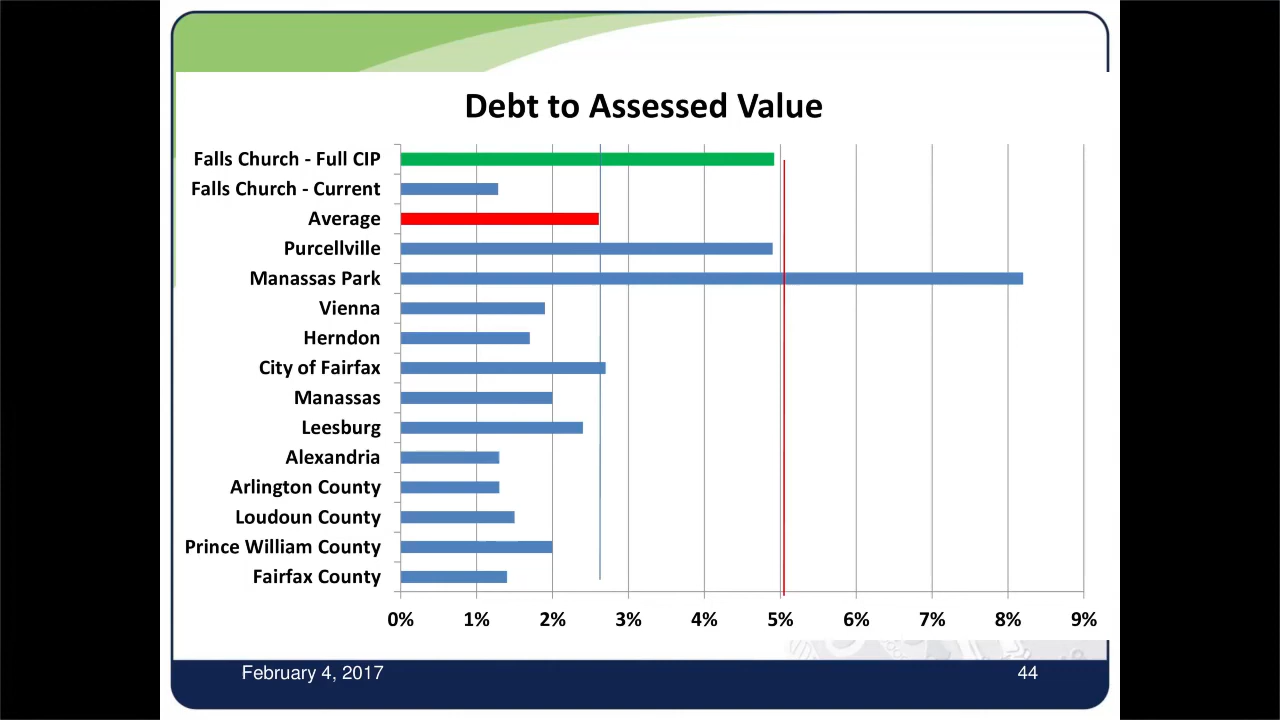 Debt to Assessed Value
Falls Church - Full CIP
Falls Church - Current
Average
Purcellville
Manassas Park
Vienna
Herndon
City of Fairfax
Manassas
Leesburg
Alexandria
Arlington County
Loudoun County
Prince William County
Fairfax County
0% 1% 2% 3% 4% 5% 6% 7% 8% 9%
February 4, 2017 44